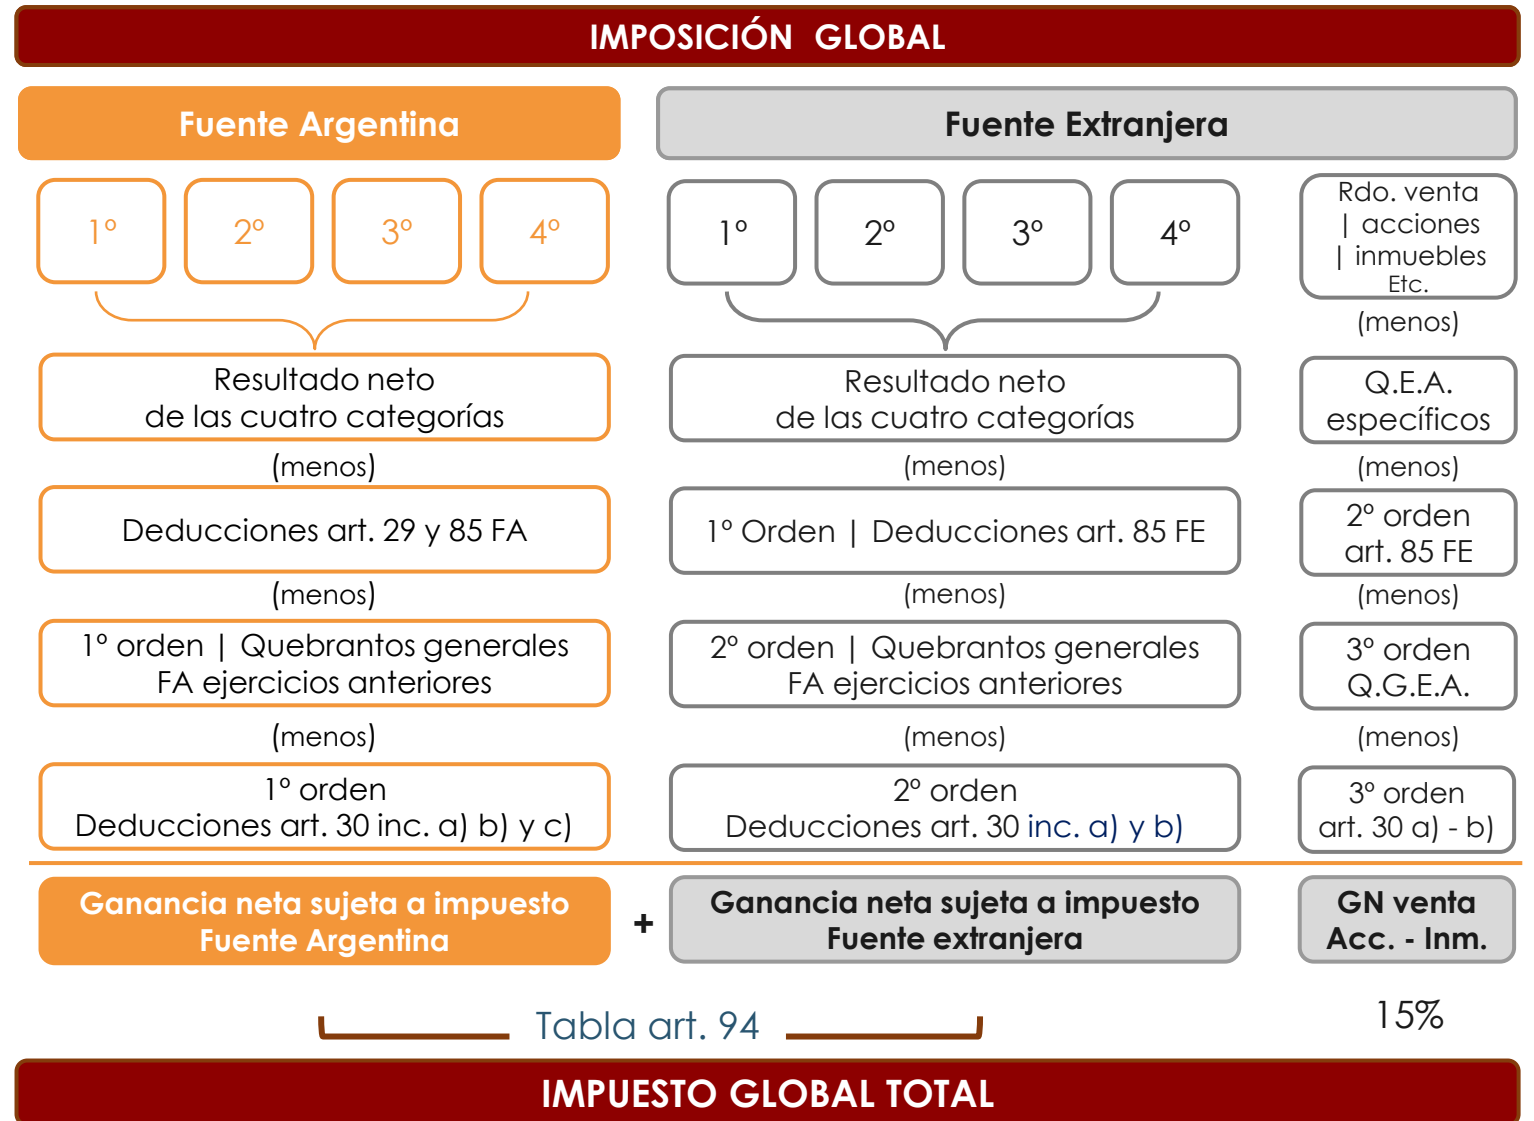 IMPOSICIÓN GLOBAL
Fuente Argentina
Fuente Extranjera
1º
2º
3º
4º
1º
2º
3º
4º
Rdo. venta
| acciones
| inmuebles
Etc.
(menos)
Resultado neto
de las cuatro categorías
Resultado neto
de las cuatro categorías
Q.E.A.
específicos
(menos)
(menos)
(menos)
Deducciones art. 29 y 85 FA
1º Orden | Deducciones art. 85 FE
2º orden
art. 85 FE
(menos)
(menos)
(menos)
1º orden | Quebrantos generales
FA ejercicios anteriores
2º orden | Quebrantos generales
FA ejercicios anteriores
3º orden
Q.G.E.A.
(menos)
(menos)
(menos)
1º orden
Deducciones art. 30 inc. a) b) y c)
2º orden
Deducciones art. 30 inc. a) y b)
3º orden
art. 30 a) - b)
Ganancia neta sujeta a impuesto
Fuente Argentina
+
Ganancia neta sujeta a impuesto
Fuente extranjera
GN venta
Acc. - Inm.
Tabla art. 94
15%
IMPUESTO GLOBAL TOTAL